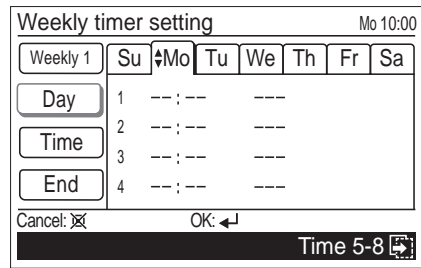 Weekly timer setting Mo 10:00
Weekly 1 Su Mo Tu We Th Fr Sa
Day 1 --:-- ---
2 --:-- ---
Time
3 --:-- ---
End 4 --:-- ---
Cancel: OK:
Time 5-8